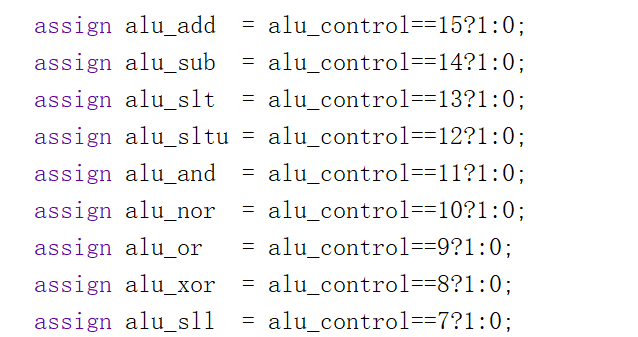 assign alu_add  = alu_control==15?1:0;
assign alu_sub  = alu_control==14?1:0;
assign alu_slt  = alu_control==13?1:0;
assign alu_sltu = alu_control==12?1:0;
assign alu_and  = alu_control==11?1:0;
assign alu_nor  = alu_control==10?1:0;
assign alu_or   = alu_control==9?1:0;
assign alu_xor  = alu_control==8?1:0;
assign alu_sll  = alu_control==7?1:0;